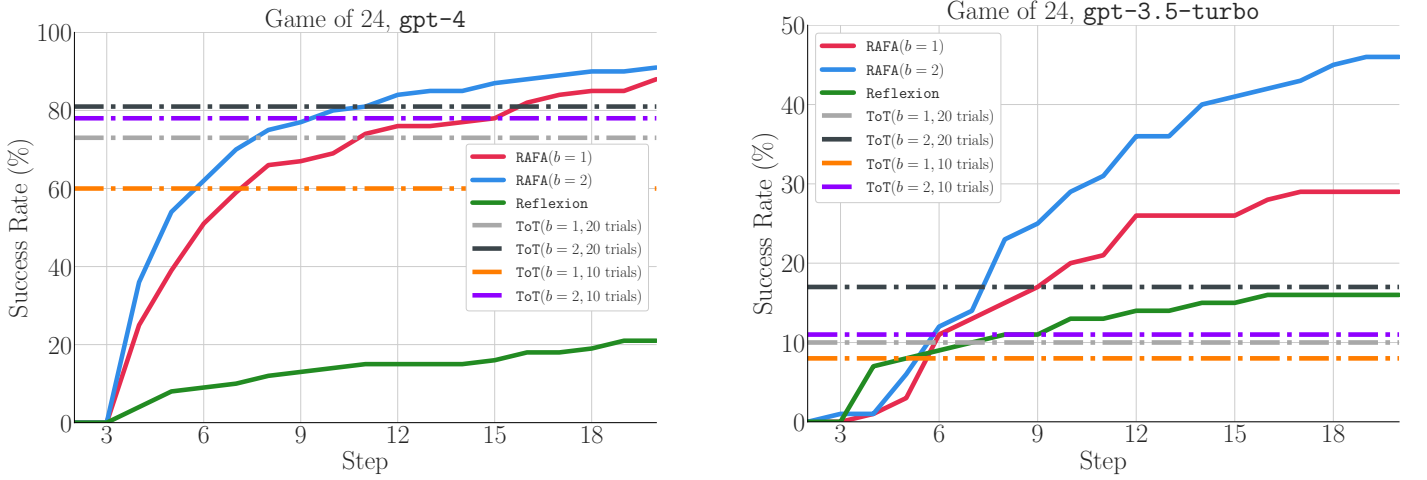 Game of 24, gpt-4
Success Rate (%)
100
80
60
40
20
0
3
6
9
12
15
18
Step
RAFA(b = 1)
RAFA(b = 2)
Reflexion
ToT(b = 1, 20 trials)
ToT(b = 2, 20 trials)
ToT(b = 1, 10 trials)
ToT(b = 2, 10 trials)
Game of 24, gpt-3.5-turbo
Success Rate (%)
50
40
30
20
10
0
3
6
9
12
15
18
Step
RAFA(b = 1)
RAFA(b = 2)
Reflexion
ToT(b = 1, 20 trials)
ToT(b = 2, 20 trials)
ToT(b = 1, 10 trials)
ToT(b = 2, 10 trials)